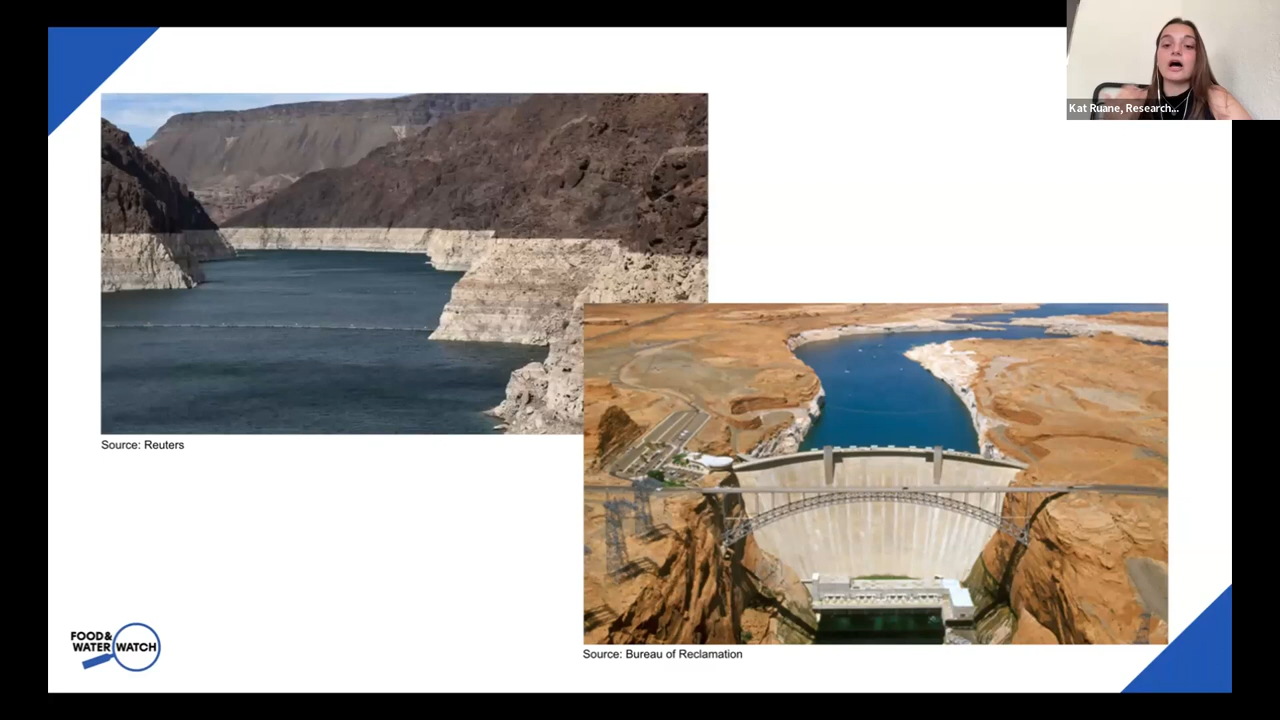 Kat Ruane, Research...
Source: Reuters
Source: Bureau of Reclamation
FOOD&
WATER WATCH